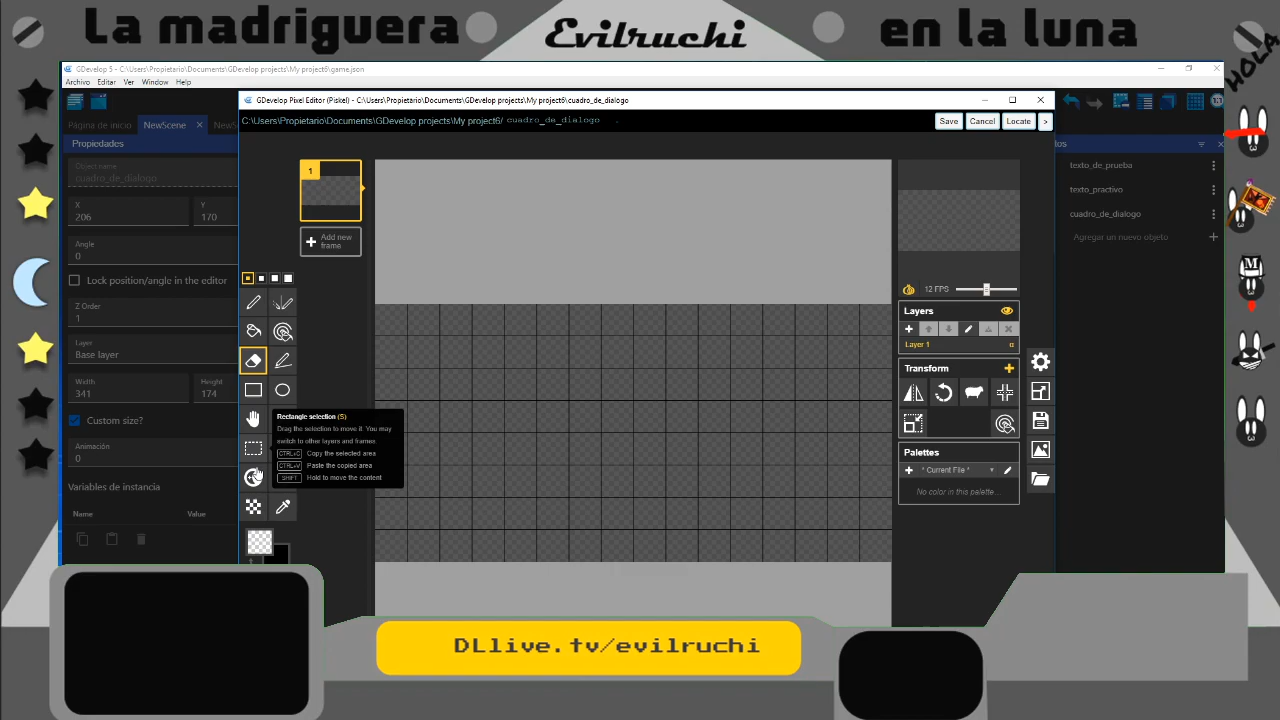 La madriguera
Evilruchi
en la luna
HOLA
GDevelop 5 - C:\Users\Propietario\Documents\GDevelop projects\My project6\game.json
Archivo Editar Ver Window Help
GDevelop Pixel Editor (Piskel) - C:\Users\Propietario\Documents\GDevelop projects\My project6\cuadro_de_dialogo
C:\Users\Propietario\Documents\GDevelop projects\My project6/ cuadro_de_dialogo .
Save Cancel Locate >
Página de inicio NewScene
Propiedades
Object name
cuadro_de_dialogo
X
206
Y
170
Angle
0
Lock position/angle in the editor
Z Order
1
Layer
Base layer
Width
341
Height
174
Custom size?
Animación
0
Variables de instancia
Name Value
1
Add new
frame
Rectangle selection (S)
Drag the selection to move it. You may
switch to other layers and frames.
CTRL+C Copy the selected area
CTRL+V Paste the copied area
SHIFT Hold to move the content
12 FPS
Layers
Layer 1 α
Transform
Palettes
* Current File *
No color in this palette...
tos
texto_de_prueba
texto_practivo
cuadro_de_dialogo
Agregar un nuevo objeto
M
DLlive.tv/evilruchi